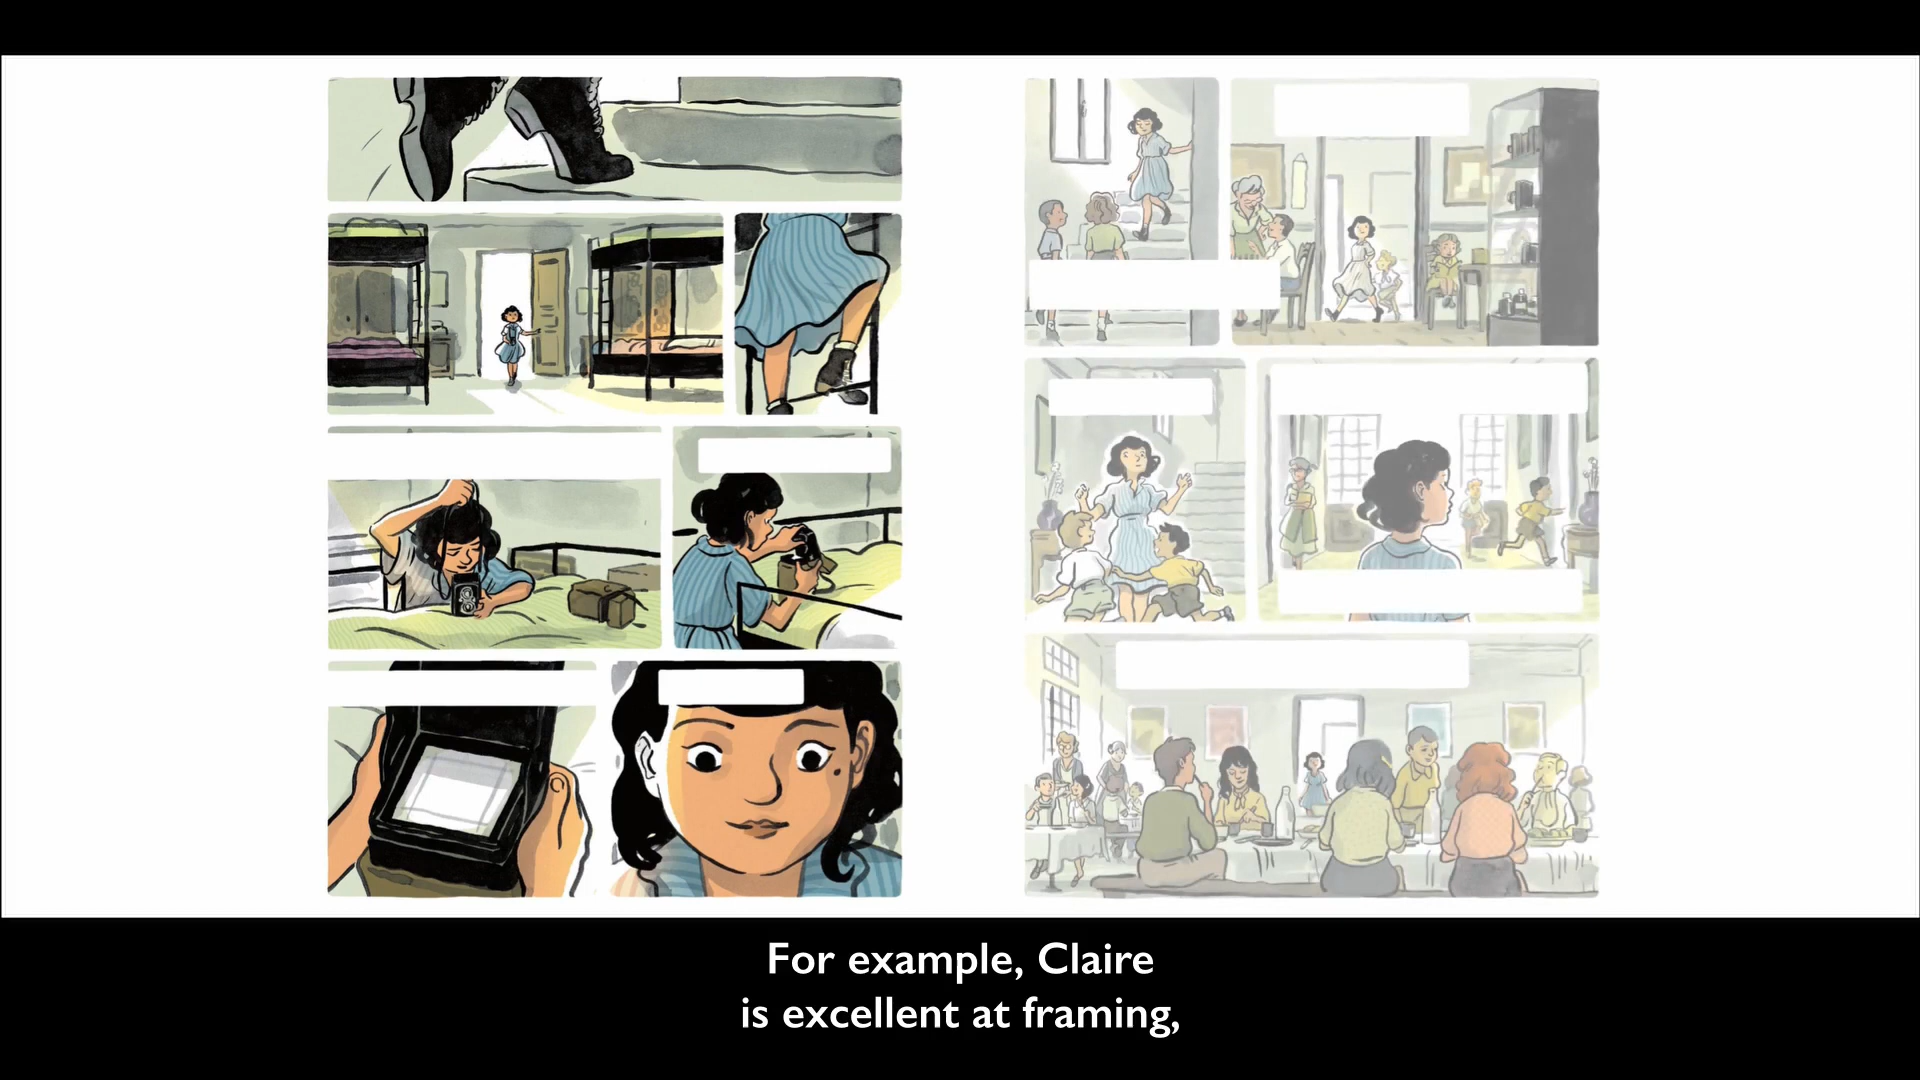 For example, Claire
is excellent at framing,